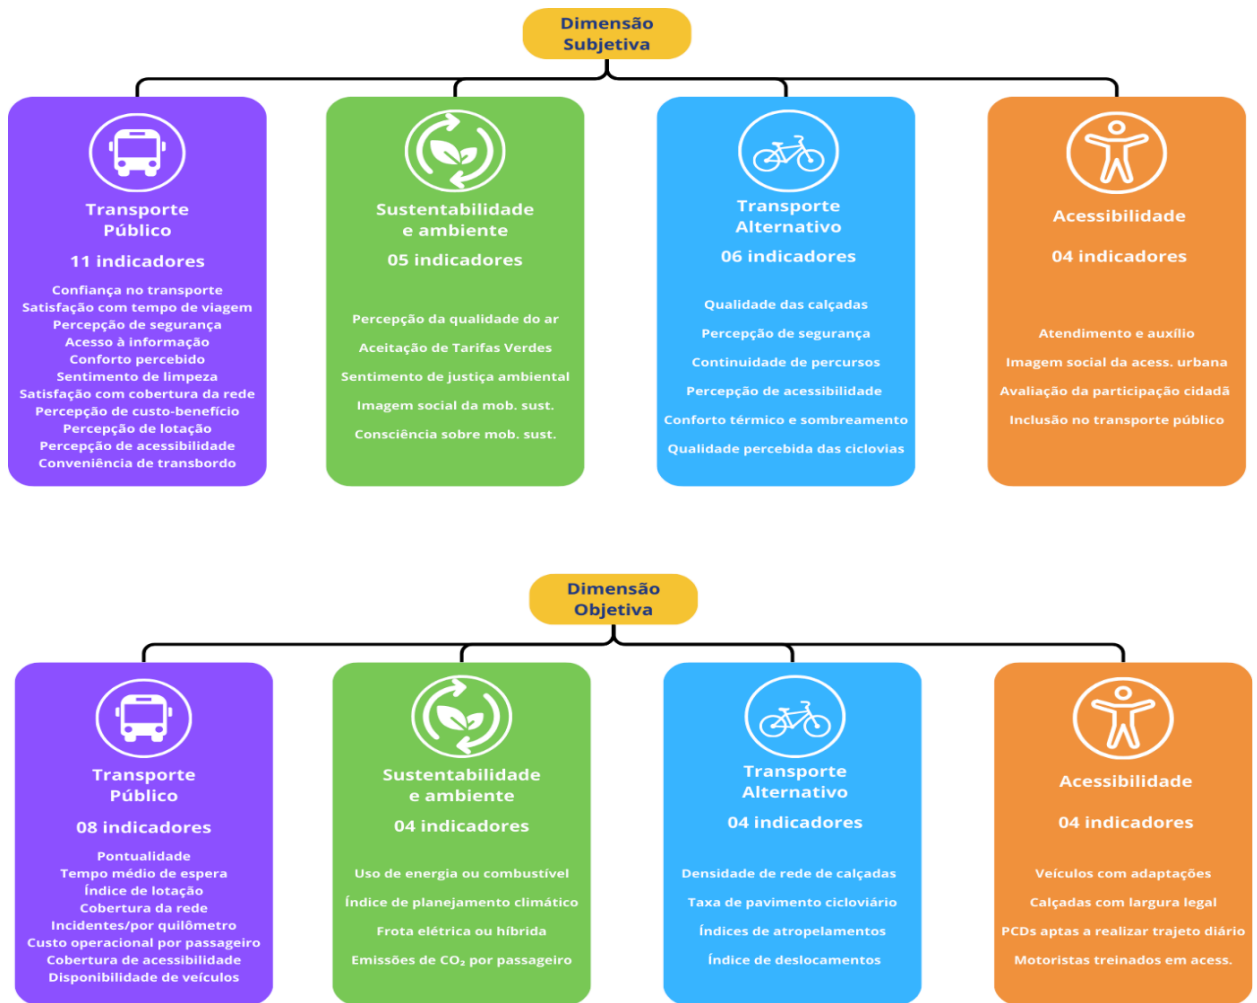 Dimensão
Subjetiva
Transporte
Público
11 indicadores
Confiança no transporte
Satisfação com tempo de viagem
Percepção de segurança
Acesso à informação
Conforto percebido
Sentimento de limpeza
Satisfação com cobertura da rede
Percepção de custo-benefício
Percepção de lotação
Percepção de acessibilidade
Conveniência de transbordo
Sustentabilidade
e ambiente
05 indicadores
Percepção da qualidade do ar
Aceitação de Tarifas Verdes
Sentimento de justiça ambiental
Imagem social da mob. sust.
Consciência sobre mob. sust.
Transporte
Alternativo
06 indicadores
Qualidade das calçadas
Percepção de segurança
Continuidade de percursos
Percepção de acessibilidade
Conforto térmico e sombreamento
Qualidade percebida das ciclovias
Acessibilidade
04 indicadores
Atendimento e auxílio
Imagem social da acess. urbana
Avaliação da participação cidadã
Inclusão no transporte público
Dimensão
Objetiva
Transporte
Público
08 indicadores
Pontualidade
Tempo médio de espera
Índice de lotação
Cobertura da rede
Incidentes/por quilômetro
Custo operacional por passageiro
Cobertura de acessibilidade
Disponibilidade de veículos
Sustentabilidade
e ambiente
04 indicadores
Uso de energia ou combustível
Índice de planejamento climático
Frota elétrica ou híbrida
Emissões de CO₂ por passageiro
Transporte
Alternativo
04 indicadores
Densidade de rede de calçadas
Taxa de pavimento cicloviário
Índices de atropelamentos
Índice de deslocamentos
Acessibilidade
04 indicadores
Veículos com adaptações
Calçadas com largura legal
PCDs aptas a realizar trajeto diário
Motoristas treinados em acess.